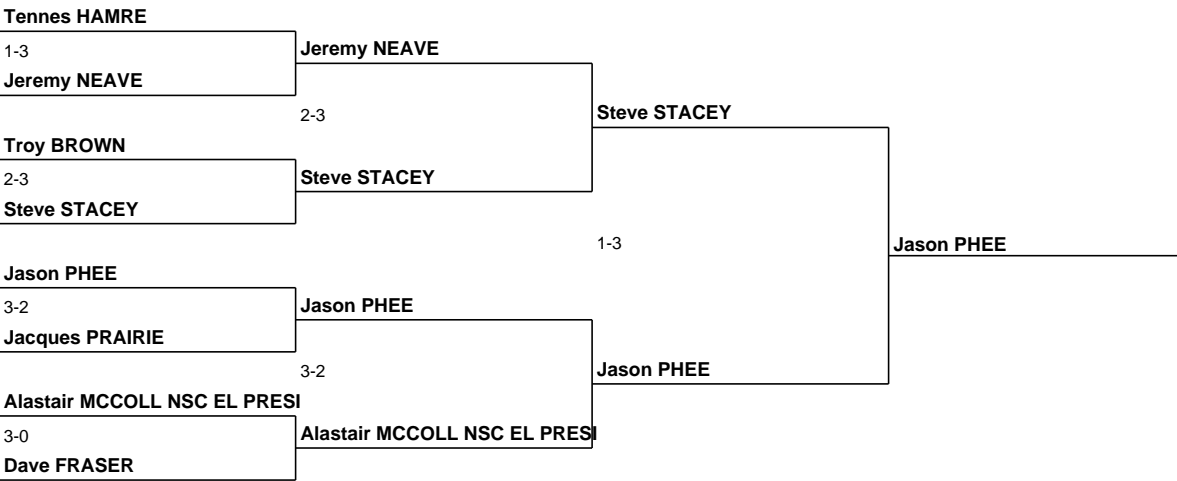 Tennes HAMRE
1-3
Jeremy NEAVE
Jeremy NEAVE
2-3
Steve STACEY
Troy BROWN
2-3
Steve STACEY
Steve STACEY
1-3
Jason PHEE
Jason PHEE
3-2
Jacques PRAIRIE
Jason PHEE
3-2
Jason PHEE
Alastair MCCOLL NSC EL PRESI
3-0
Dave FRASER
Alastair MCCOLL NSC EL PRESI